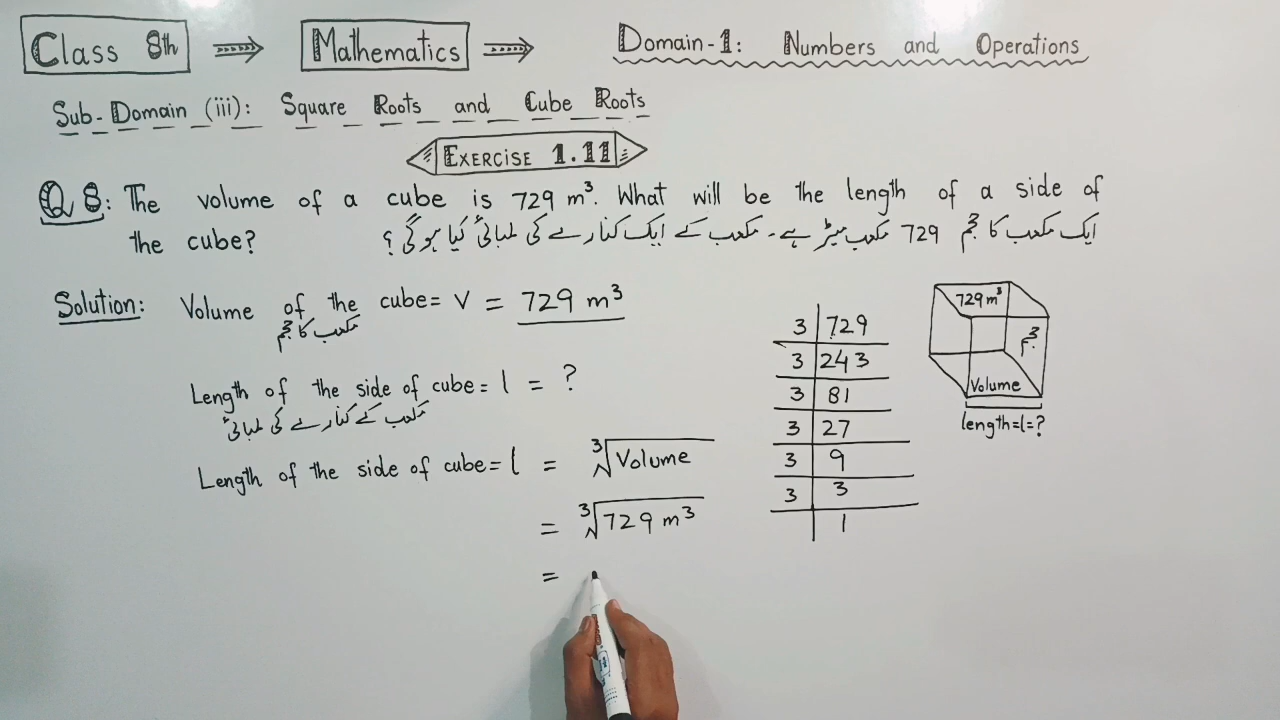 Class 8th ⇒ Mathematics ⇒ Domain-1: Numbers and Operations
Sub-Domain (iii): Square Roots and Cube Roots
Exercise 1.11
Q 8: The volume of a cube is 729 m³. What will be the length of a side of
the cube?
ایک مکعب کا حجم 729 مکعب میٹر ہے۔ مکعب کے ایک کنارے کی لمبائی کیا ہوگی؟
Solution: Volume of the cube = V = 729 m³
مکعب کا حجم
Length of the side of cube = l = ?
مکعب کے کنارے کی لمبائی
Length of the side of cube = l = ∛Volume
= ∛729 m³
=
3 | 729
3 | 243
3 | 81
3 | 27
3 | 9
3 | 3
| 1
729 m³
Volume
length=l=?